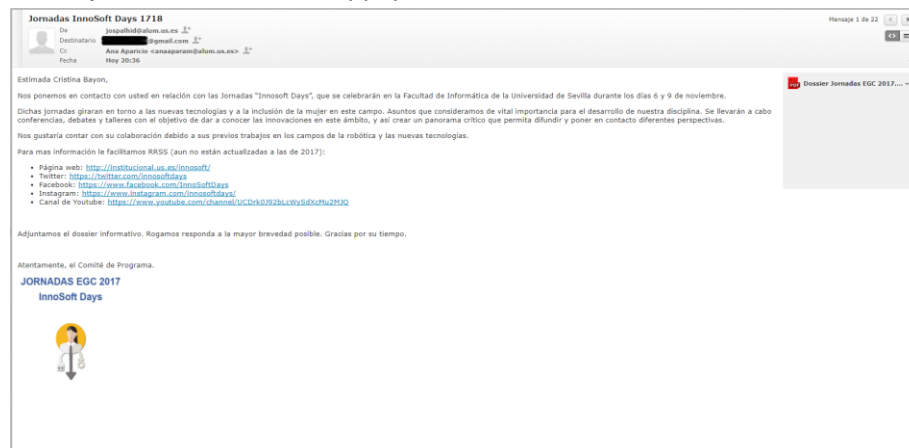 Jornadas InnoSoft Days 1718
Mensaje 1 de 22
De jospalhid@alum.us.es
Destinatario @gmail.com
Cc Ana Aparicio <anaaparam@alum.us.es>
Fecha Hoy 20:36
Estimada Cristina Bayon,
Dossier Jornadas EGC 2017....
Nos ponemos en contacto con usted en relación con las Jornadas "Innosoft Days", que se celebrarán en la Facultad de Informática de la Universidad de Sevilla durante los días 6 y 9 de noviembre.
Dichas jornadas giraran en torno a las nuevas tecnologías y a la inclusión de la mujer en este campo. Asuntos que consideramos de vital importancia para el desarrollo de nuestra disciplina. Se llevarán a cabo
conferencias, debates y talleres con el objetivo de dar a conocer las innovaciones en este ámbito, y así crear un panorama crítico que permita difundir y poner en contacto diferentes perspectivas.
Nos gustaría contar con su colaboración debido a sus previos trabajos en los campos de la robótica y las nuevas tecnologías.
Para mas información le facilitamos RRSS (aun no están actualizadas a las de 2017):
• Página web: http://institucional.us.es/innosoft/
• Twitter: https://twitter.com/innosoftdays
• Facebook: https://www.facebook.com/InnoSoftDays
• Instagram: https://www.instagram.com/innosoftdays/
• Canal de Youtube: https://www.youtube.com/channel/UCDrk0J92bLcWySdXcMu2MJQ
Adjuntamos el dossier informativo. Rogamos responda a la mayor brevedad posible. Gracias por su tiempo.
Atentamente, el Comité de Programa.
JORNADAS EGC 2017
InnoSoft Days